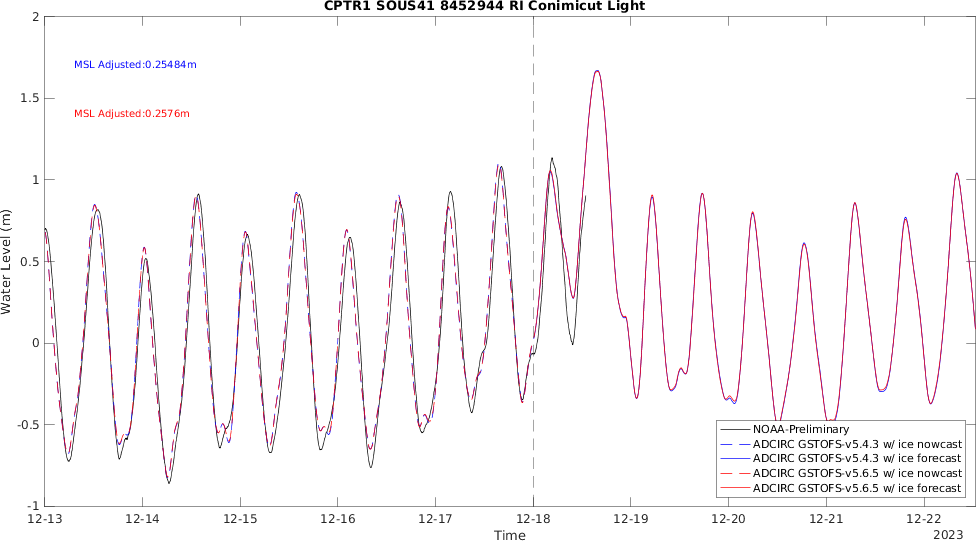 CPTR1 SOUS41 8452944 RI Conimicut Light
2
1.5
1
0.5
0
-0.5
-1
Water Level (m)
MSL Adjusted:0.25484m
MSL Adjusted:0.2576m
NOAA-Preliminary
ADCIRC GSTOFS-v5.4.3 w/ ice nowcast
ADCIRC GSTOFS-v5.4.3 w/ ice forecast
ADCIRC GSTOFS-v5.6.5 w/ ice nowcast
ADCIRC GSTOFS-v5.6.5 w/ ice forecast
12-13 12-14 12-15 12-16 12-17 12-18 12-19 12-20 12-21 12-22
Time
2023